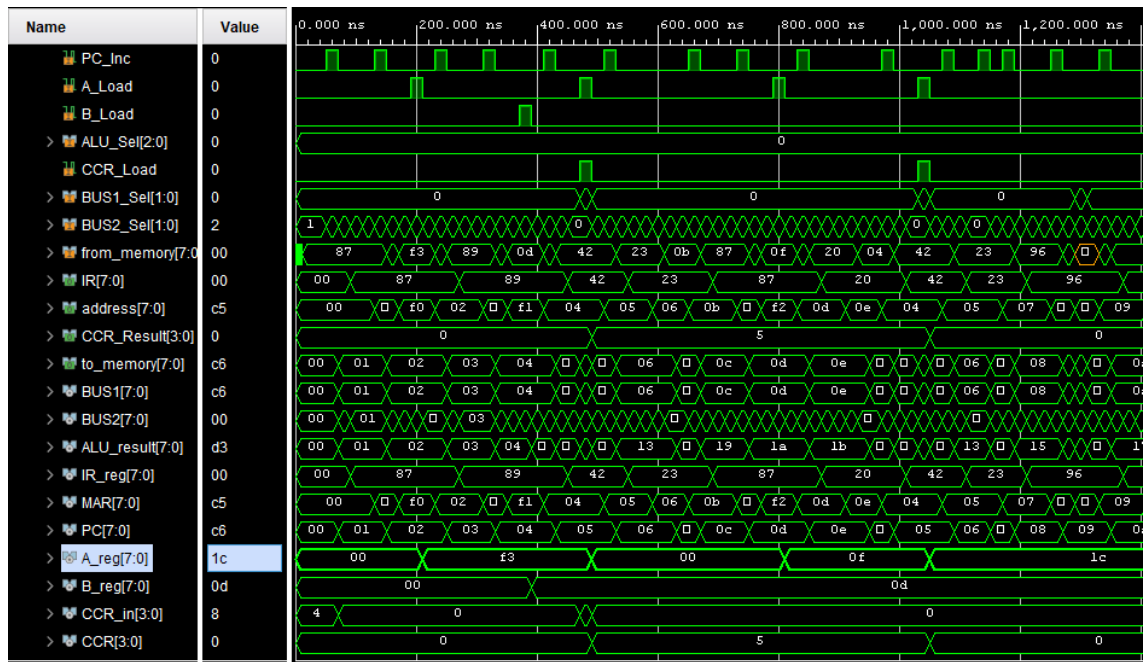 Name Value 0.000 ns 200.000 ns 400.000 ns 600.000 ns 800.000 ns 1,000.000 ns 1,200.000 ns
PC_Inc 0
A_Load 0
B_Load 0
ALU_Sel[2:0] 0 0
CCR_Load 0
BUS1_Sel[1:0] 0 0 0 0
BUS2_Sel[1:0] 2 1 0 0 0
from_memory[7:0 00 87 f3 89 0d 42 23 0b 87 0f 20 04 42 23 96
IR[7:0] 00 00 87 89 42 23 87 20 42 23 96
address[7:0] c5 00 f0 02 f1 04 05 06 0b f2 0d 0e 04 05 07 09
CCR_Result[3:0] 0 0 5 0
to_memory[7:0] c6 00 01 02 03 04 06 0c 0d 0e 0 06 08
BUS1[7:0] c6 00 01 02 03 04 06 0c 0d 0e 0 06 08
BUS2[7:0] 00 00 01 03
ALU_result[7:0] d3 00 01 02 03 04 13 19 1a 1b 13 15
IR_reg[7:0] 00 00 87 89 42 23 87 20 42 23 96
MAR[7:0] c5 00 f0 02 f1 04 05 06 0b f2 0d 0e 04 05 07 09
PC[7:0] c6 00 01 02 03 04 05 06 0c 0d 0e 05 06 08 09
A_reg[7:0] 1c 00 f3 00 0f 1c
B_reg[7:0] 0d 00 0d
CCR_in[3:0] 8 4 0 0
CCR[3:0] 0 0 5 0